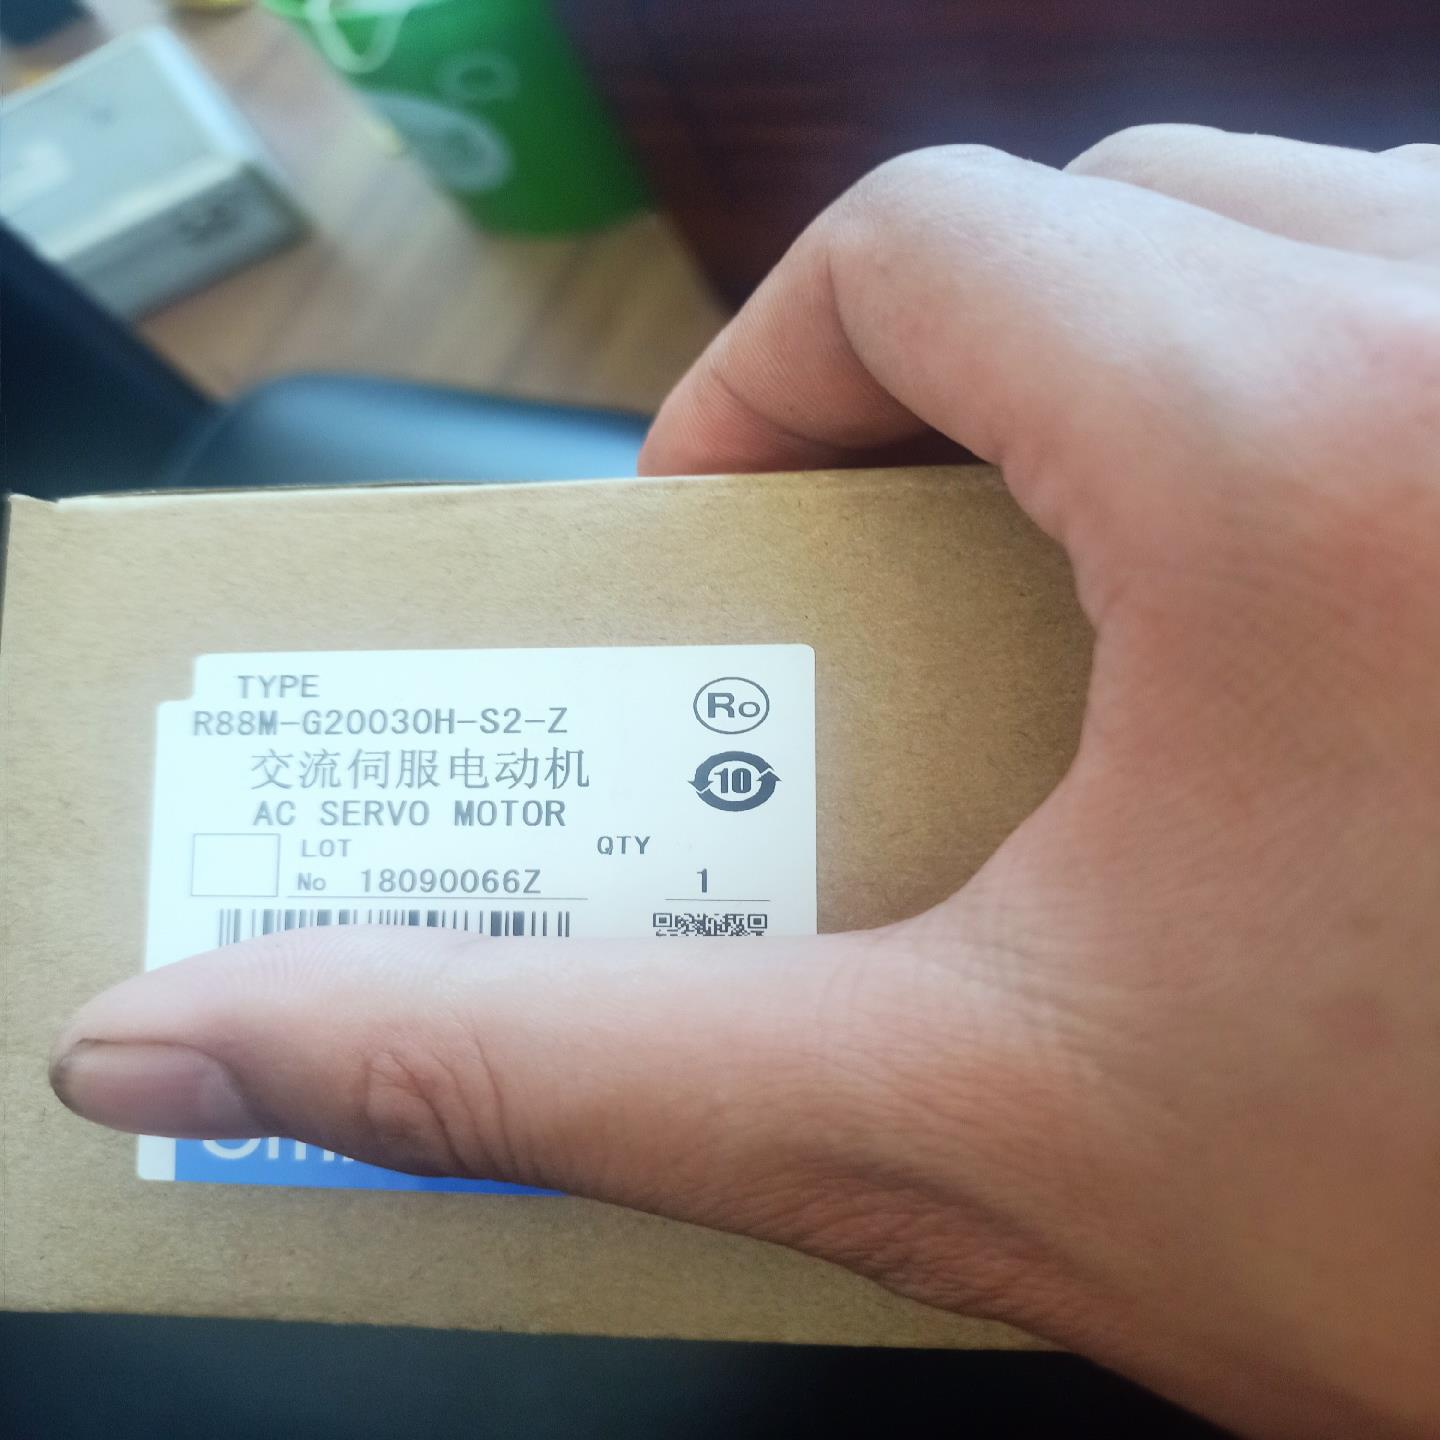 TYPE
R88M-G20030H-S2-Z
Ro
交流伺服电动机
10
AC SERVO MOTOR
LOT
QTY
No 18090066Z
1